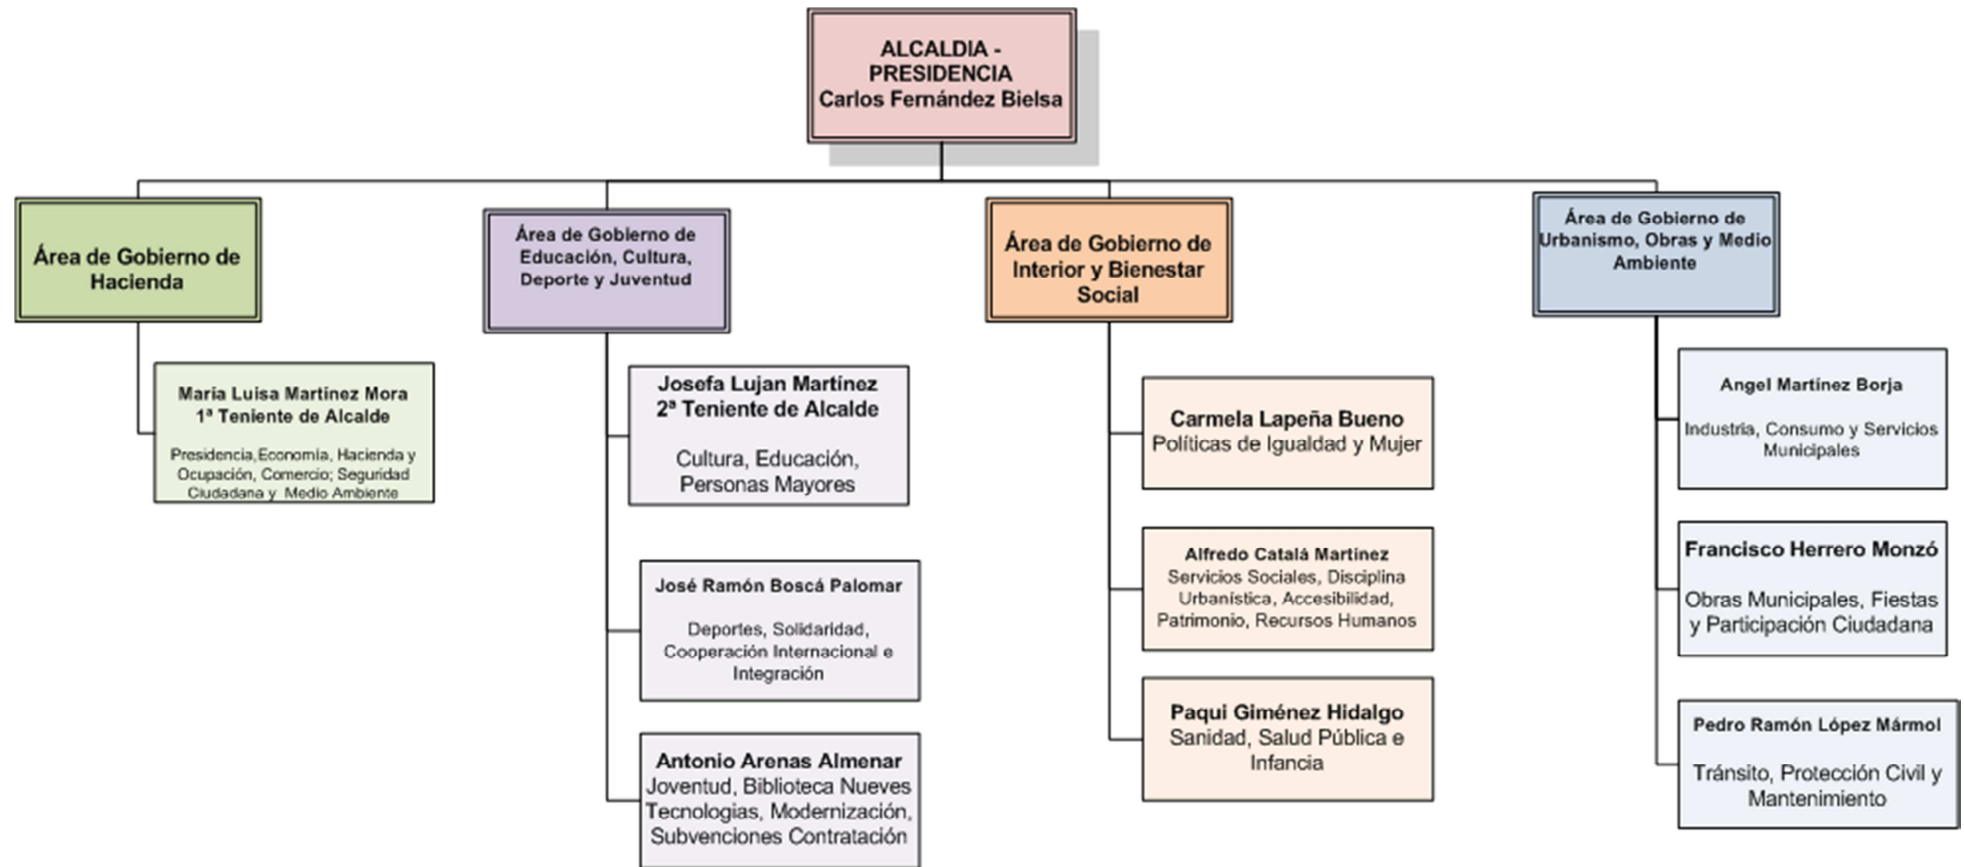 ALCALDIA -
PRESIDENCIA
Carlos Fernández Bielsa
Área de Gobierno de
Hacienda
Maria Luisa Martínez Mora
1ª Teniente de Alcalde
Presidencia,Economía, Hacienda y
Ocupación, Comercio; Seguridad
Ciudadana y Medio Ambiente
Área de Gobierno de
Educación, Cultura,
Deporte y Juventud
Josefa Lujan Martínez
2ª Teniente de Alcalde
Cultura, Educación,
Personas Mayores
José Ramón Boscá Palomar
Deportes, Solidaridad,
Cooperación Internacional e
Integración
Antonio Arenas Almenar
Joventud, Biblioteca Nueves
Tecnologias, Modernización,
Subvenciones Contratación
Área de Gobierno de
Interior y Bienestar
Social
Carmela Lapeña Bueno
Políticas de Igualdad y Mujer
Alfredo Catalá Martínez
Servicios Sociales, Disciplina
Urbanística, Accesibilidad,
Patrimonio, Recursos Humanos
Paqui Giménez Hidalgo
Sanidad, Salud Pública e
Infancia
Área de Gobierno de
Urbanismo, Obras y Medio
Ambiente
Angel Martínez Borja
Industria, Consumo y Servicios
Municipales
Francisco Herrero Monzó
Obras Municipales, Fiestas
y Participación Ciudadana
Pedro Ramón López Mármol
Tránsito, Protección Civil y
Mantenimiento